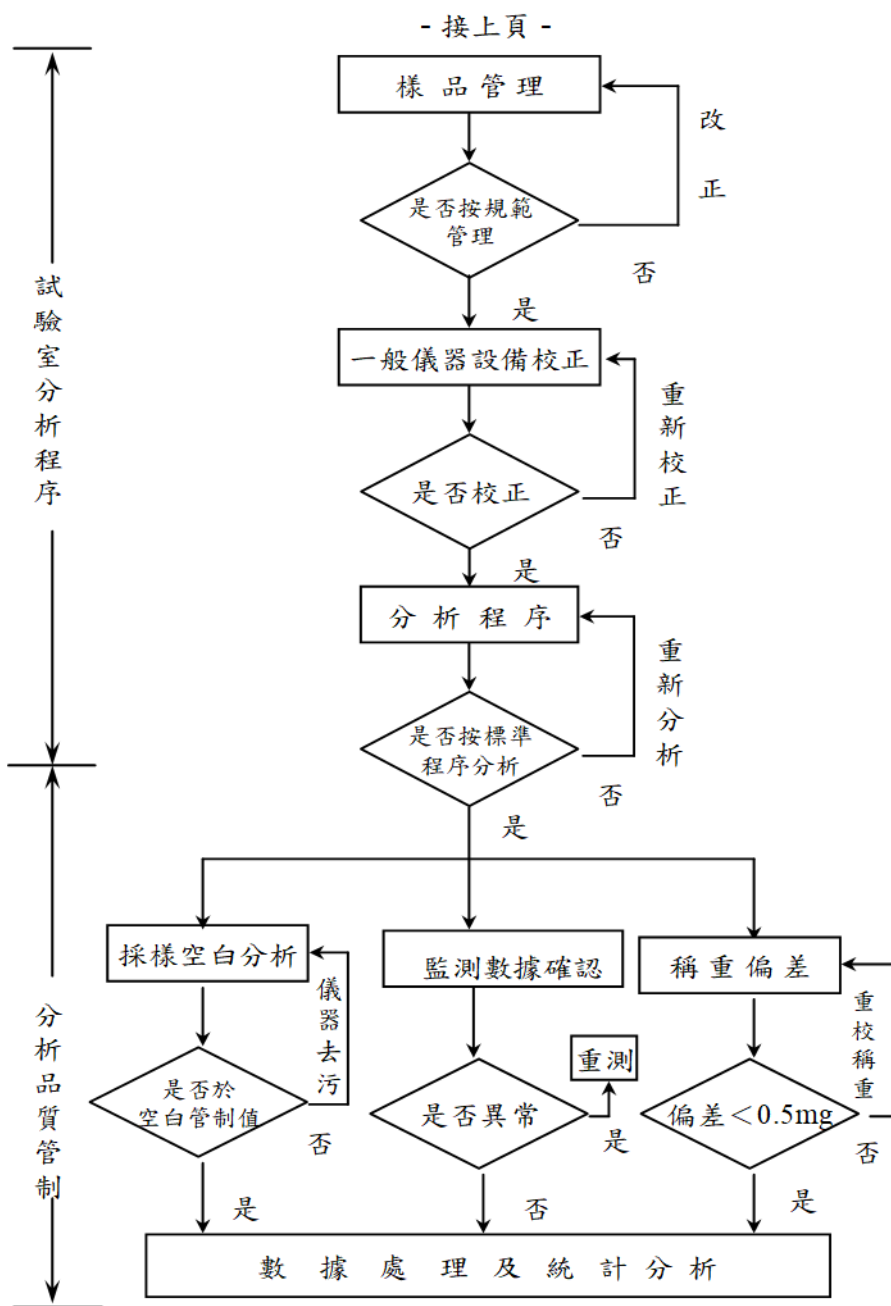 - 接上頁 -
樣品管理
改正
是否按規範
管理
否
是
一般儀器設備校正
重新校正
是否校正
否
是
分析程序
重新分析
是否按標準
程序分析
否
是
試驗室分析程序
採樣空白分析
儀器去污
是否於
空白管制值
否
是
監測數據確認
重測
是否異常
是
否
稱重偏差
重校稱重
偏差＜0.5mg
否
是
分析品質管制
數據處理及統計分析